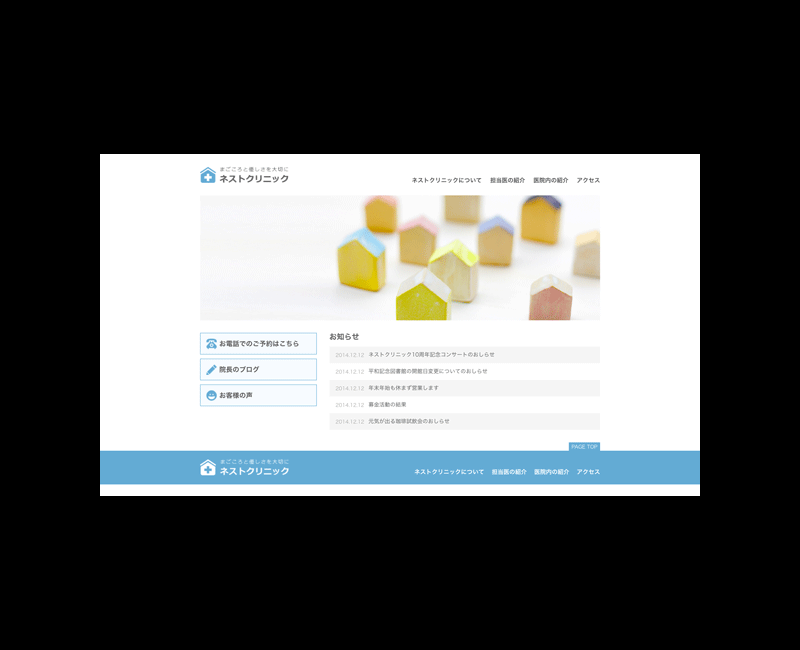 まごころと癒しさを大切に
ネストクリニック
ネストクリニックについて 担当医の紹介 医院内の紹介 アクセス
お電話でのご予約はこちら
院長のブログ
お客様の声
お知らせ
2014.12.12 ネストクリニック10周年記念コンサートのおしらせ
2014.12.12 平和記念図書館の開館日変更についてのおしらせ
2014.12.12 年末年始も休まず営業します
2014.12.12 募金活動の結果
2014.12.12 元気が出る珈琲試飲会のおしらせ
PAGE TOP
まごころと癒しさを大切に
ネストクリニック
ネストクリニックについて 担当医の紹介 医院内の紹介 アクセス